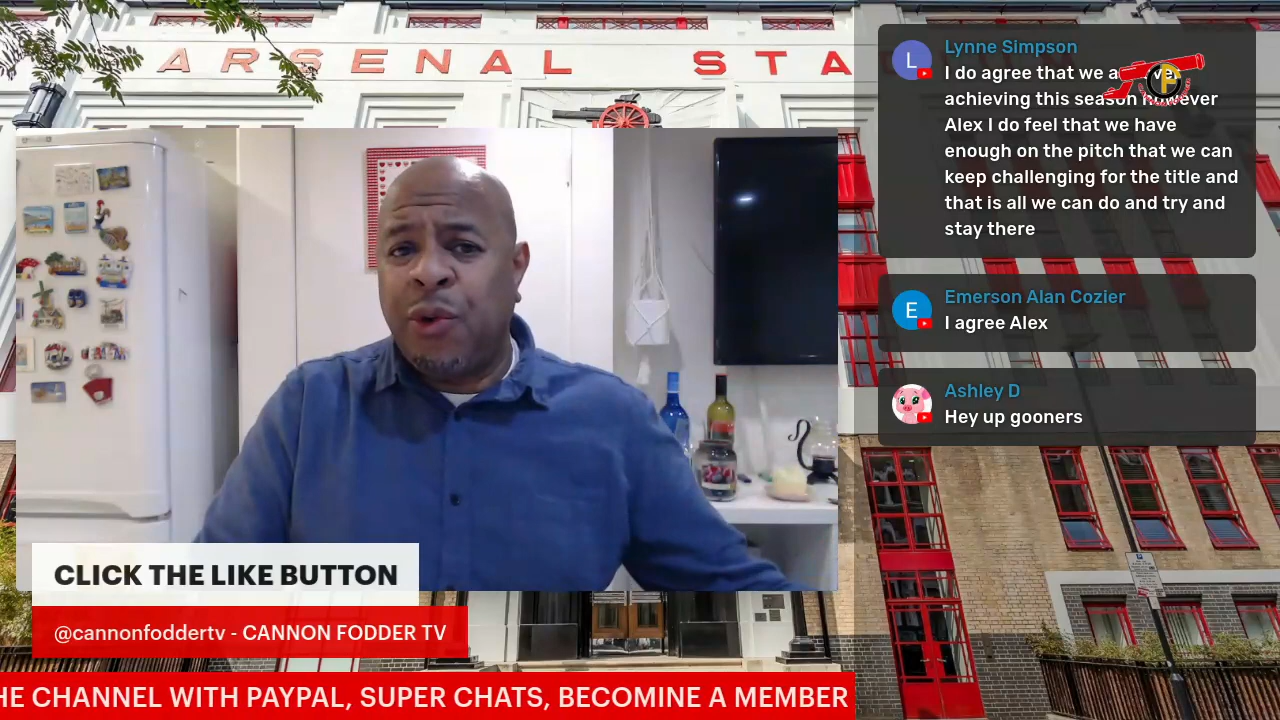 ARSENAL STA
Lynne Simpson
I do agree that we a
achieving this season however
Alex I do feel that we have
enough on the pitch that we can
keep challenging for the title and
that is all we can do and try and
stay there
L
Emerson Alan Cozier
E
I agree Alex
Ashley D
Hey up gooners
CLICK THE LIKE BUTTON
@cannonfoddertv - CANNON FODDER TV
HE CHANNEL WITH PAYPAL, SUPER CHATS, BECOMINE A MEMBER